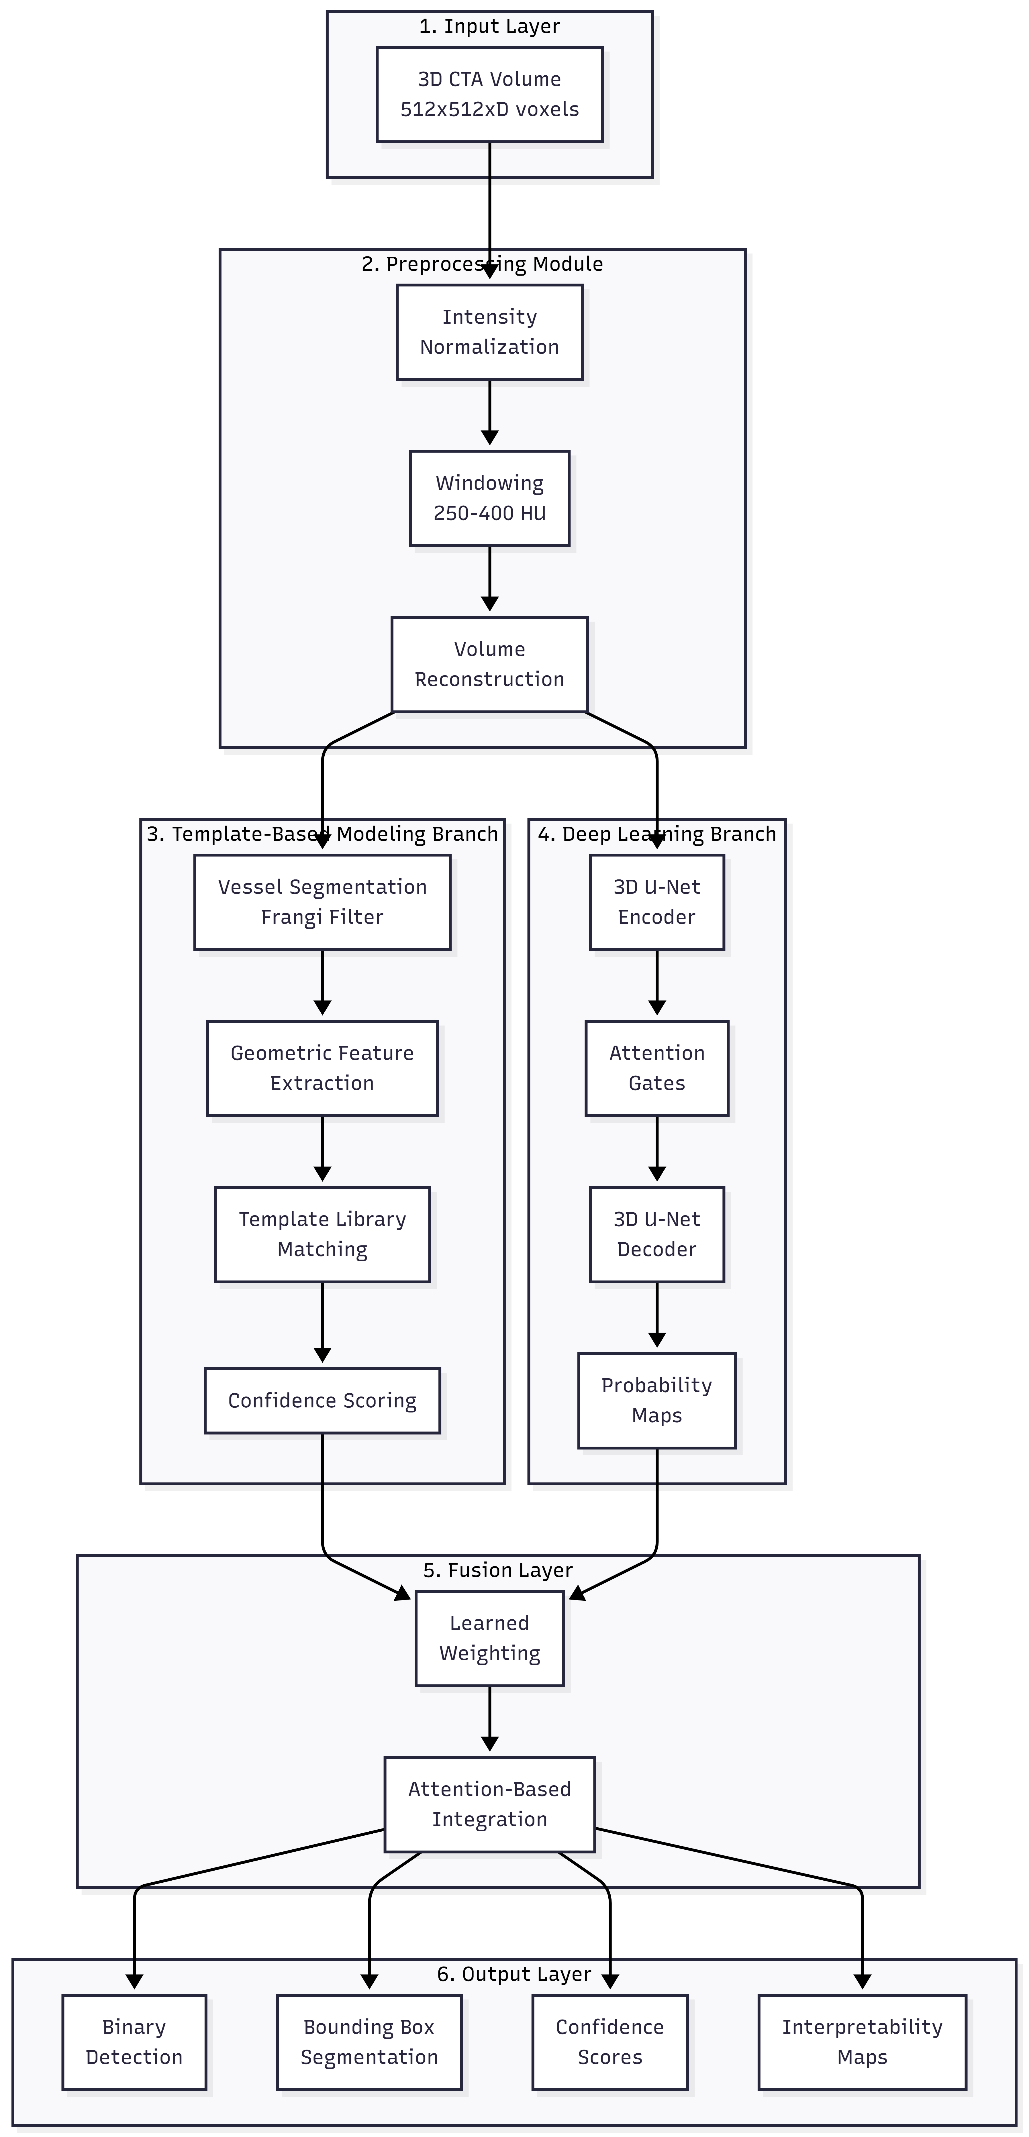 1. Input Layer
3D CTA Volume
512x512xD voxels
2. Preprocessing Module
Intensity
Normalization
Windowing
250-400 HU
Volume
Reconstruction
3. Template-Based Modeling Branch
Vessel Segmentation
Frangi Filter
Geometric Feature
Extraction
Template Library
Matching
Confidence Scoring
4. Deep Learning Branch
3D U-Net
Encoder
Attention
Gates
3D U-Net
Decoder
Probability
Maps
5. Fusion Layer
Learned
Weighting
Attention-Based
Integration
6. Output Layer
Binary
Detection
Bounding Box
Segmentation
Confidence
Scores
Interpretability
Maps